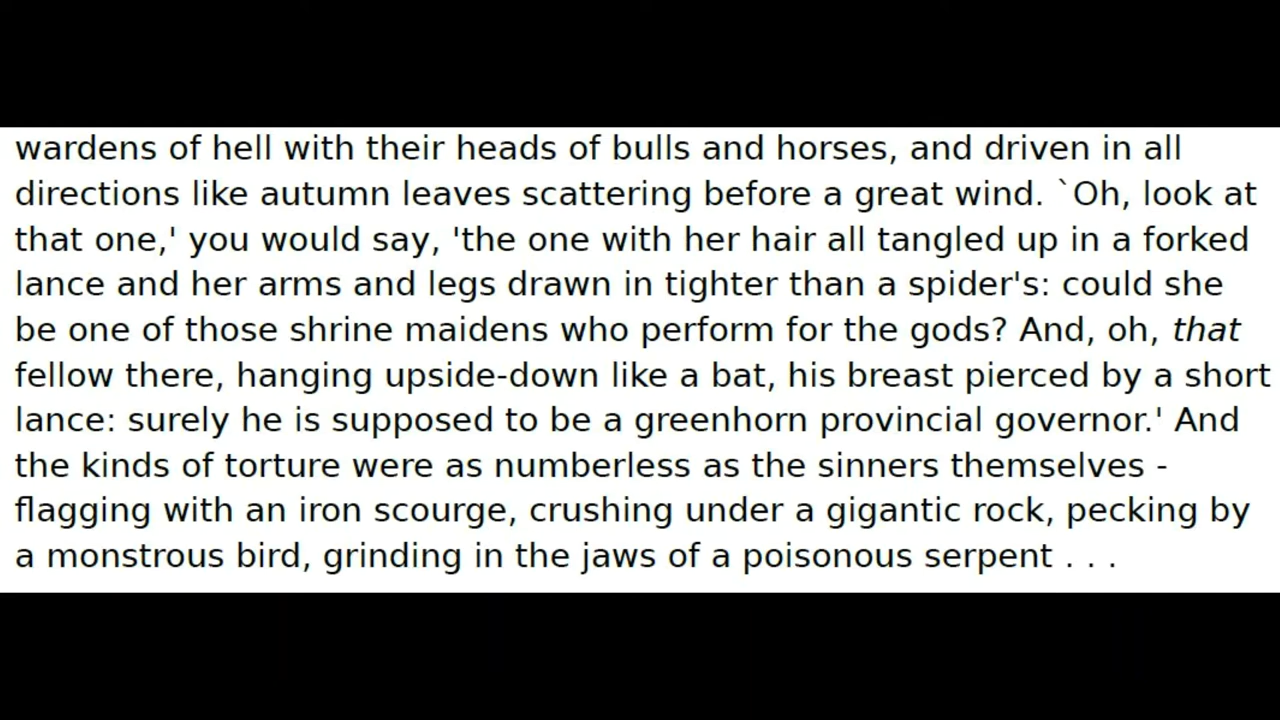 wardens of hell with their heads of bulls and horses, and driven in all
directions like autumn leaves scattering before a great wind. `Oh, look at
that one,' you would say, 'the one with her hair all tangled up in a forked
lance and her arms and legs drawn in tighter than a spider's: could she
be one of those shrine maidens who perform for the gods? And, oh, that
fellow there, hanging upside-down like a bat, his breast pierced by a short
lance: surely he is supposed to be a greenhorn provincial governor.' And
the kinds of torture were as numberless as the sinners themselves -
flagging with an iron scourge, crushing under a gigantic rock, pecking by
a monstrous bird, grinding in the jaws of a poisonous serpent . . .